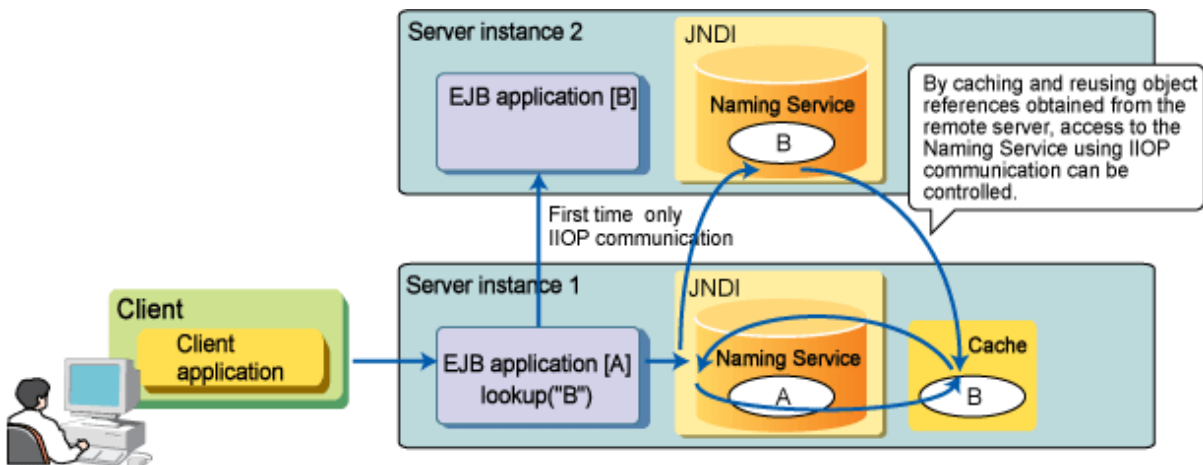 Server instance 2
JNDI
EJB application [B]
Naming Service
B
By caching and reusing object
references obtained from the
remote server, access to the
Naming Service using IIOP
communication can be
controlled.
First time only
IIOP communication
Server instance 1
JNDI
Client
Client
application
EJB application [A]
lookup("B")
Naming Service
A
Cache
B